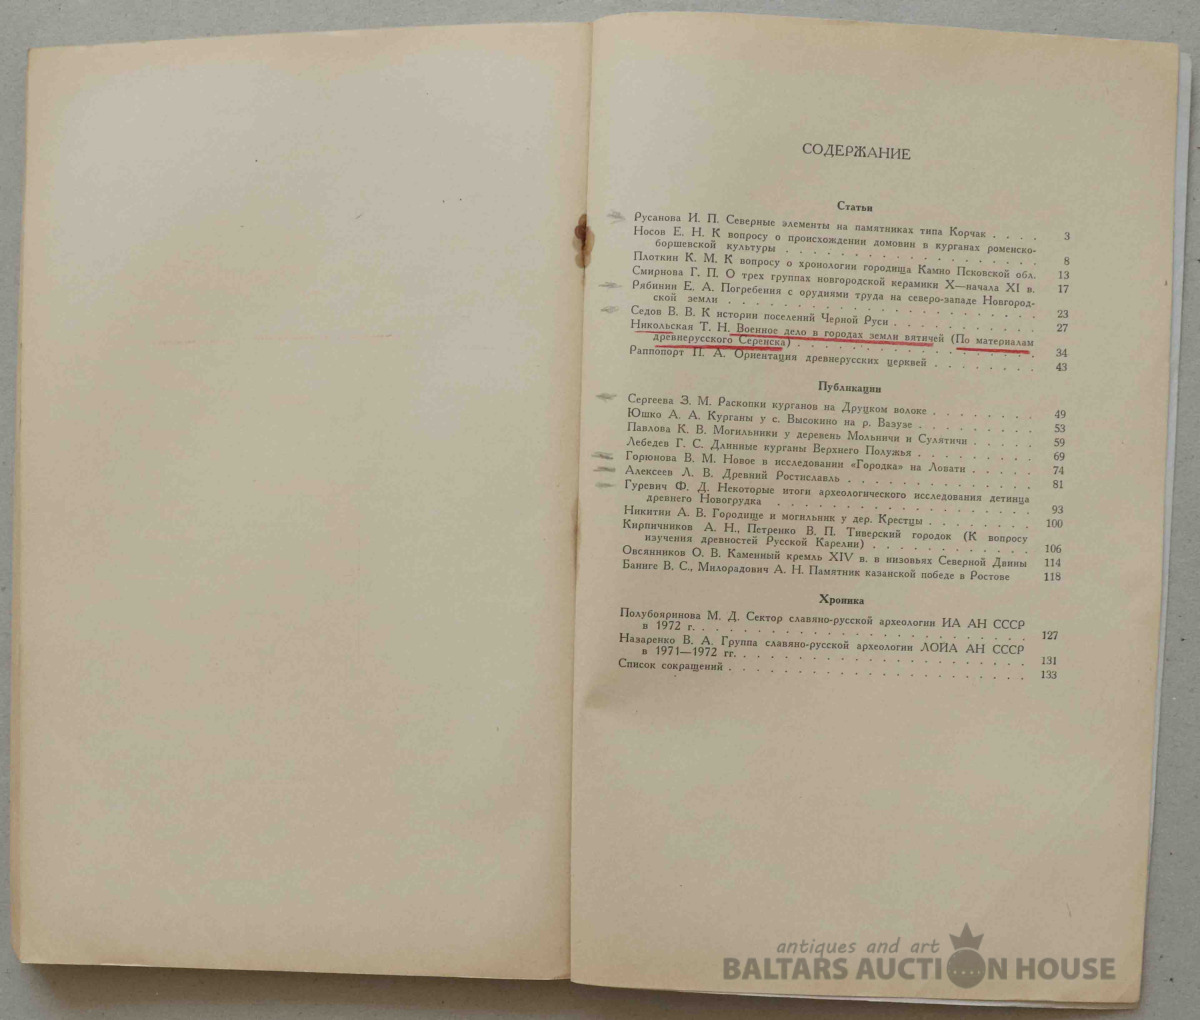 СОДЕРЖАНИЕ
Статьи
Русанова И. П. Северные элементы на памятниках типа Корчак . . . . 3
Носов Е. Н. К вопросу о происхождении домовин в курганах роменско-
боршевской культуры . . . . . . . . . . . . . . . . . . 8
Плоткин К. М. К вопросу о хронологии городища Камно Псковской обл. 13
Смирнова Г. П. О трех группах новгородской керамики X—начала XI в. 17
Рябинин Е. А. Погребения с орудиями труда на северо-западе Новгород-
ской земли . . . . . . . . . . . . . . . . . . . . . . 23
Седов В. В. К истории поселений Черной Руси . . . . . . . . . . 27
Никольская Т. Н. Военное дело в городах земли вятичей (По материалам
древнерусского Серенска) . . . . . . . . . . . . . . . . . 34
Раппопорт П. А. Ориентация древнерусских церквей . . . . . . . . 43
Публикации
Сергеева З. М. Раскопки курганов на Друцком волоке . . . . . . . . 49
Юшко А. А. Курганы у с. Высокино на р. Вазузе . . . . . . . . . 53
Павлова К. В. Могильники у деревень Мольничи и Сулятичи . . . . . 59
Лебедев Г. С. Длинные курганы Верхнего Полужья . . . . . . . . . 69
Горюнова В. М. Новое в исследовании «Городка» на Ловати . . . . . 74
Алексеев Л. В. Древний Ростиславль . . . . . . . . . . . . . . 81
Гуревич Ф. Д. Некоторые итоги археологического исследования детинца
древнего Новогрудка . . . . . . . . . . . . . . . . . . . 93
Никитин А. В. Городище и могильник у дер. Крестцы . . . . . . . . 100
Кирпичников А. Н., Петренко В. П. Тиверский городок (К вопросу
изучения древностей Русской Карелии) . . . . . . . . . . . . 106
Овсянников О. В. Каменный кремль XIV в. в низовьях Северной Двины 114
Баниге В. С., Милорадович А. Н. Памятник казанской победе в Ростове 118
Хроника
Полубояринова М. Д. Сектор славяно-русской археологии ИА АН СССР
в 1972 г. . . . . . . . . . . . . . . . . . . . . . . . 127
Назаренко В. А. Группа славяно-русской археологии ЛОИА АН СССР
в 1971—1972 гг. . . . . . . . . . . . . . . . . . . . . . 131
Список сокращений . . . . . . . . . . . . . . . . . . . . . 133
antiques and art
BALTARS AUCTION HOUSE